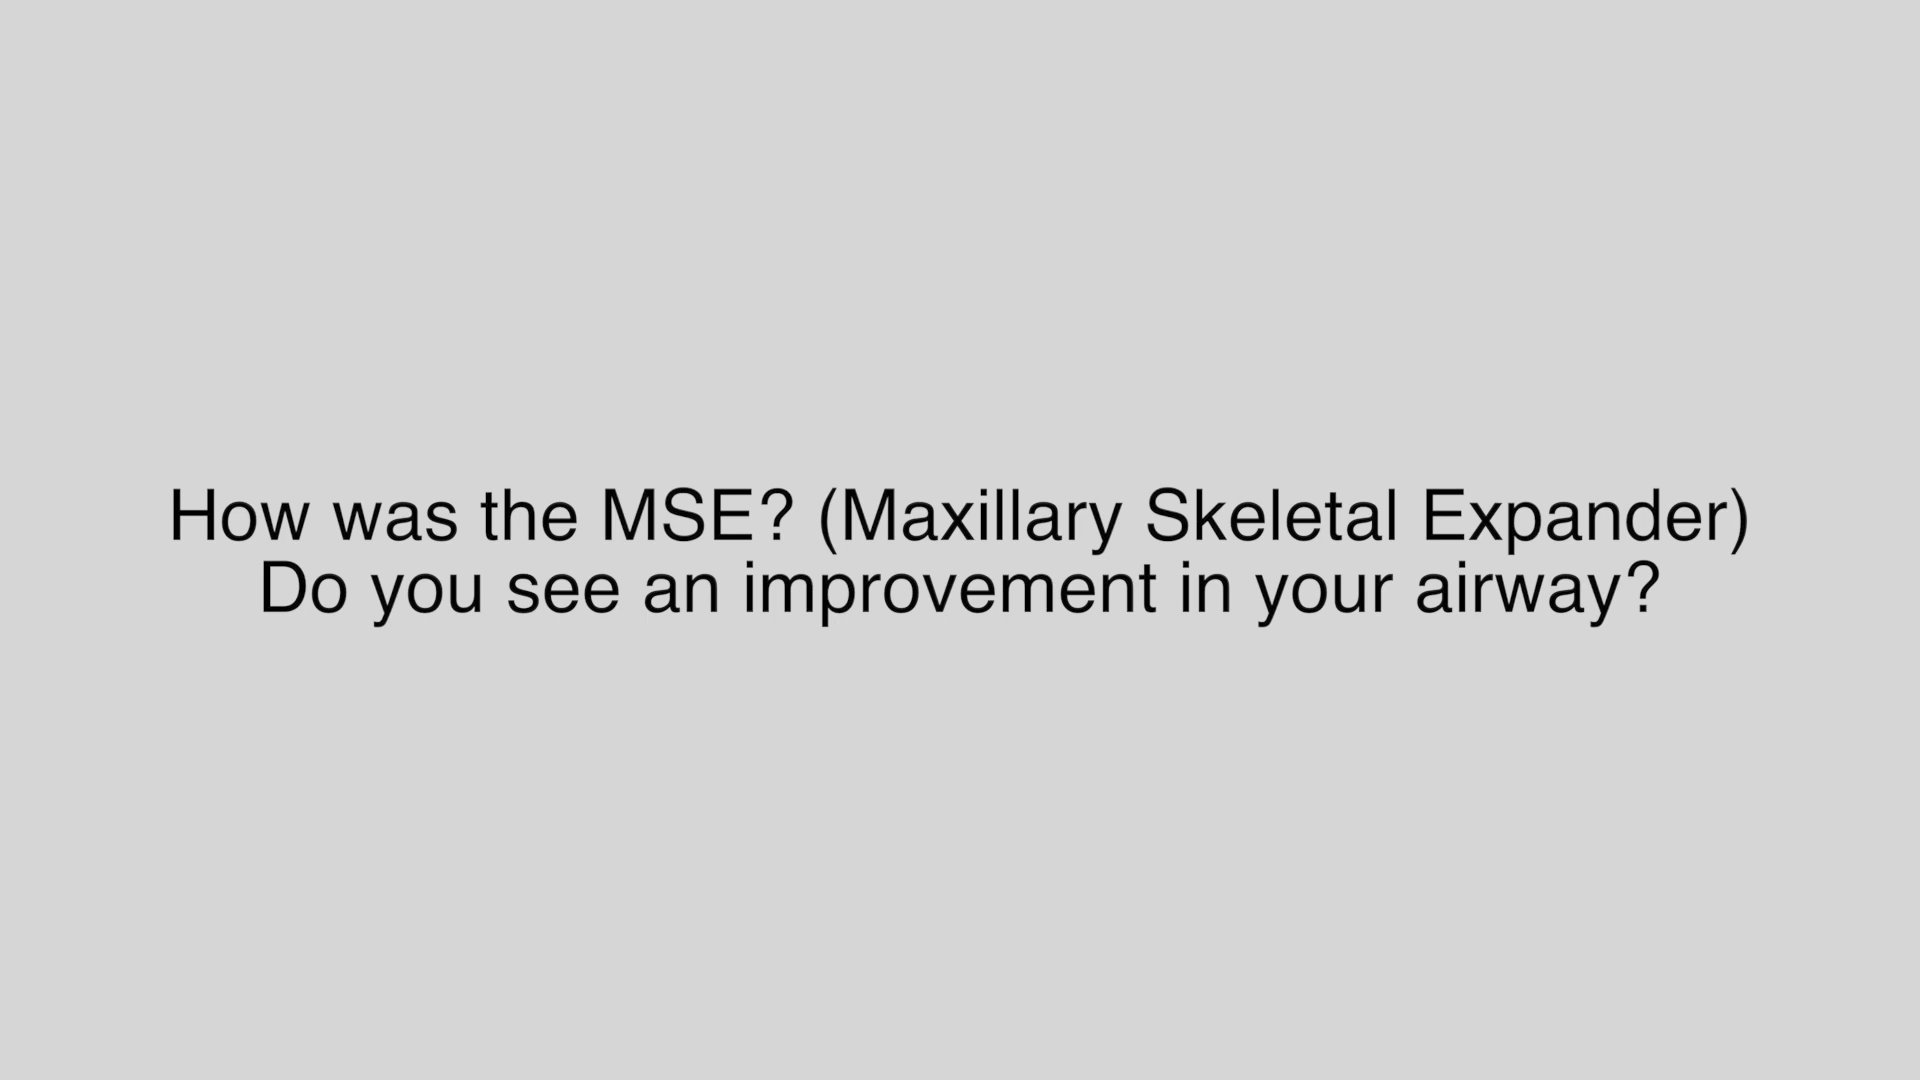 How was the MSE? (Maxillary Skeletal Expander)
Do you see an improvement in your airway?